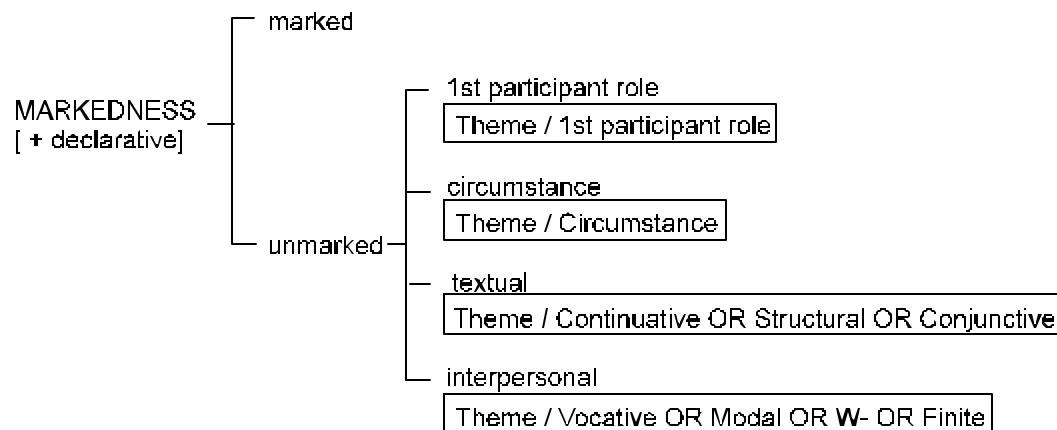 marked
1st participant role
MARKEDNESS
[ + declarative]
Theme / 1st participant role
circumstance
Theme / Circumstance
unmarked
textual
Theme / Continuative OR Structural OR Conjunctive
interpersonal
Theme / Vocative OR Modal OR W- OR Finite